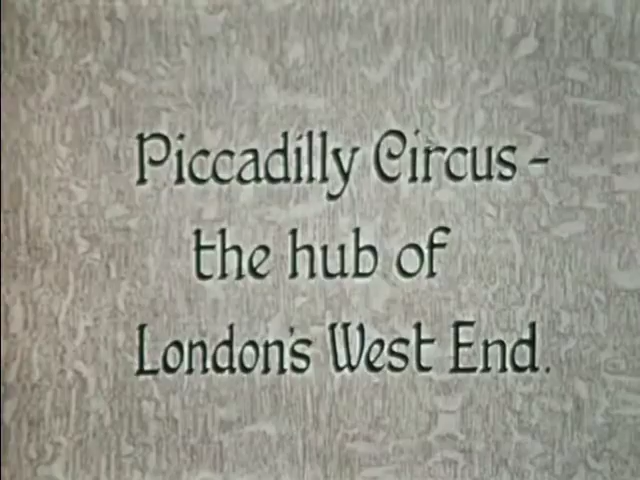 Piccadilly Circus -
the hub of
London's West End.